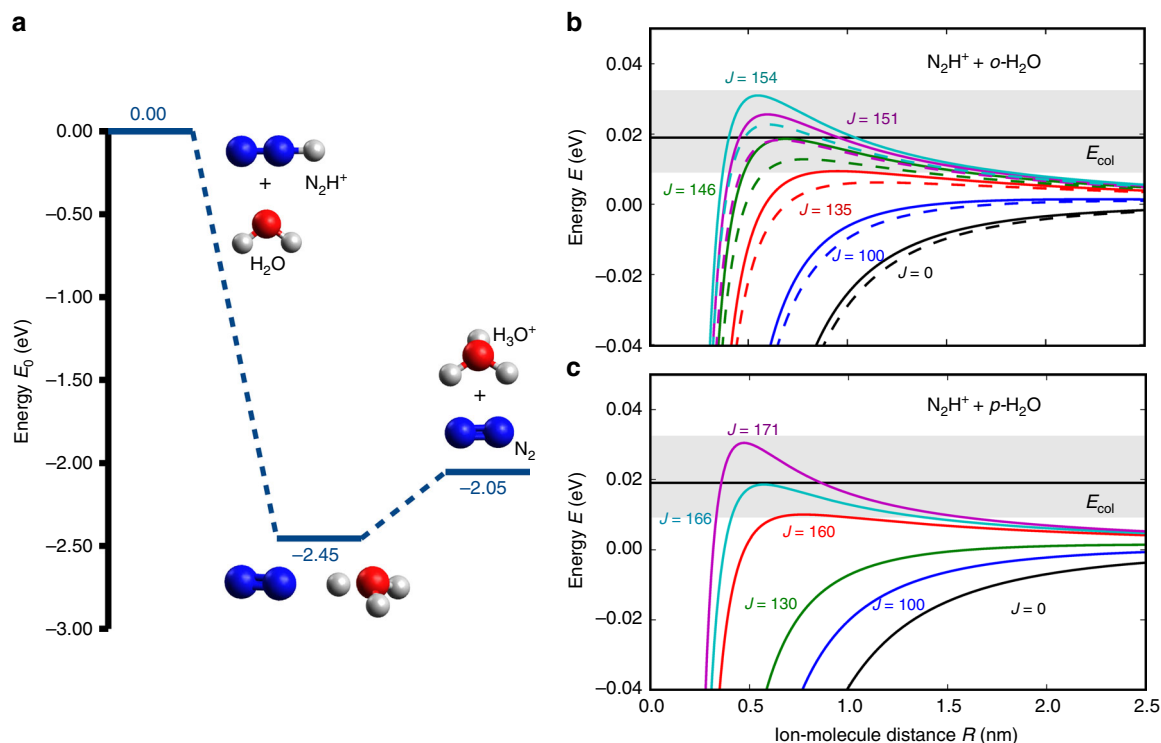 a
Energy E₀ (eV)
0.00
−0.50
−1.00
−1.50
−2.00
−2.50
−3.00
0.00
+
N₂H⁺
H₂O
−2.45
H₃O⁺
+
N₂
−2.05
b
Energy E (eV)
0.04
0.02
0.00
−0.02
−0.04
N₂H⁺ + o-H₂O
J = 154
J = 151
E_col
J = 146
J = 135
J = 100
J = 0
c
Energy E (eV)
0.04
0.02
0.00
−0.02
−0.04
N₂H⁺ + p-H₂O
J = 171
E_col
J = 166
J = 160
J = 130
J = 100
J = 0
0.0 0.5 1.0 1.5 2.0 2.5
Ion-molecule distance R (nm)